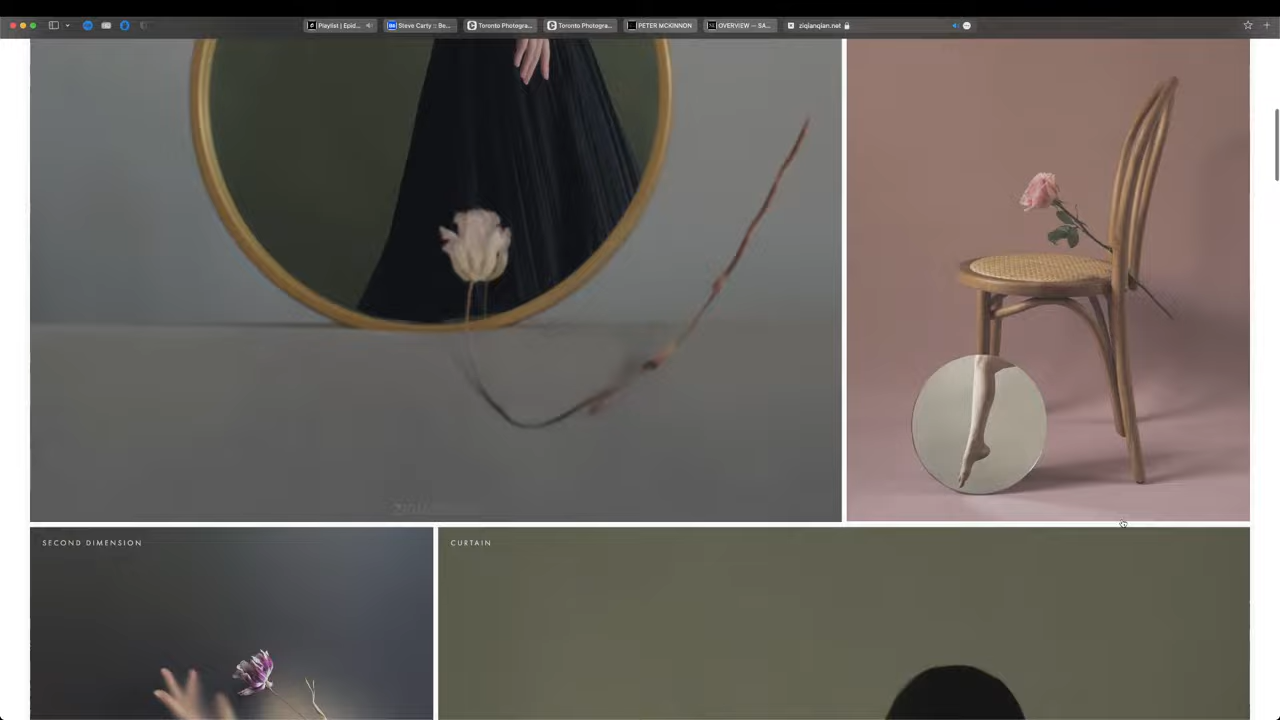 Playlist | Epid...
Steve Carty :: Be...
Toronto Photogra...
Toronto Photogra...
PETER MCKINNON
OVERVIEW — SA...
ziqianqian.net
SECOND DIMENSION
CURTAIN